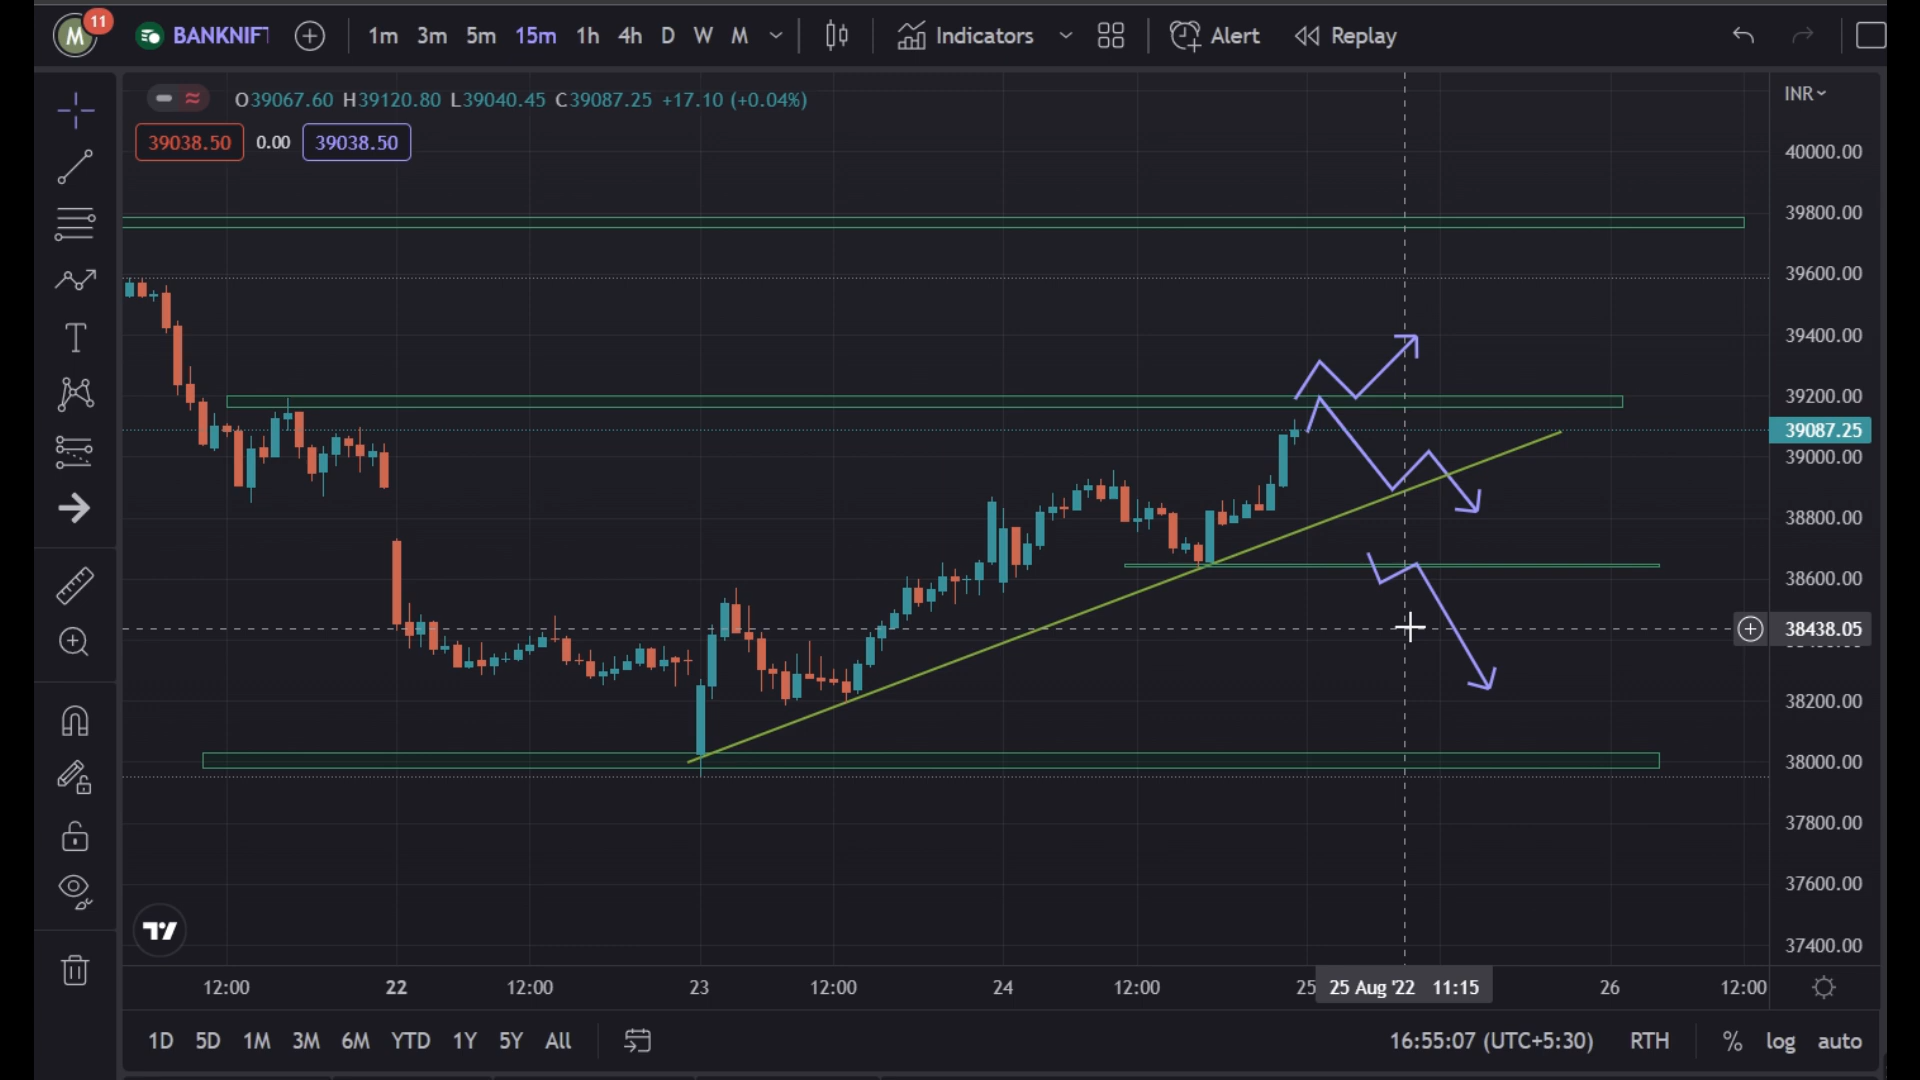 M 11 BANKNIFT 1m 3m 5m 15m 1h 4h D W M Indicators Alert Replay
O39067.60 H39120.80 L39040.45 C39087.25 +17.10 (+0.04%)
INR
39038.50 0.00 39038.50
40000.00
39800.00
39600.00
39400.00
39200.00
39087.25
39000.00
38800.00
38600.00
38438.05
38200.00
38000.00
37800.00
37600.00
37400.00
12:00 22 12:00 23 12:00 24 12:00 25 25 Aug '22 11:15 26 12:00
1D 5D 1M 3M 6M YTD 1Y 5Y All 16:55:07 (UTC+5:30) RTH % log auto